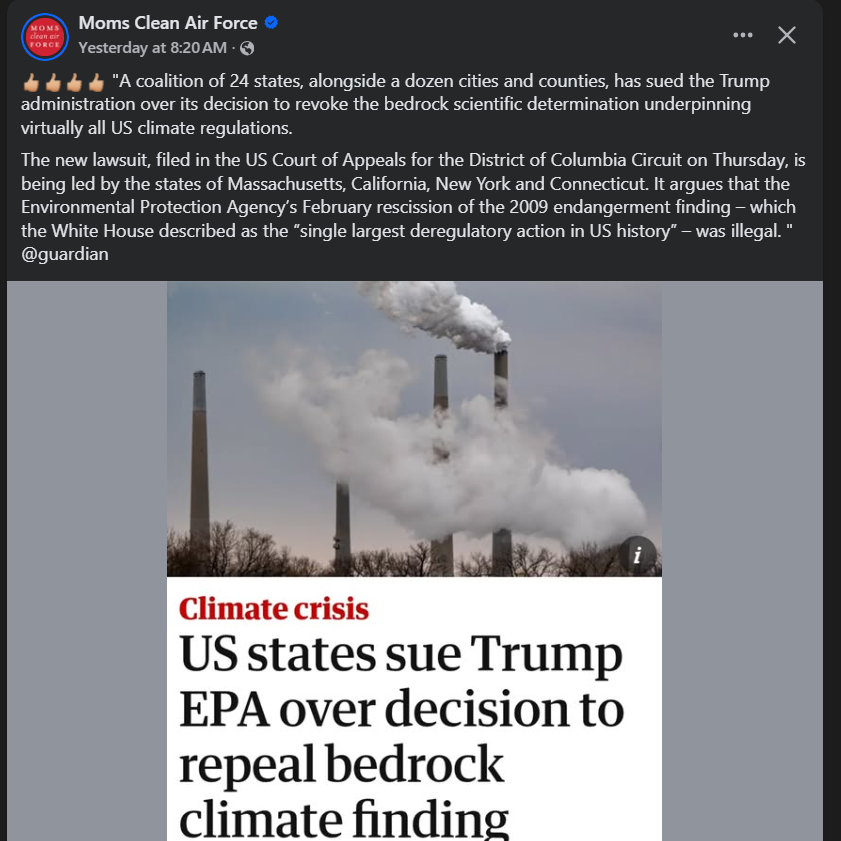 MOMS
clean air
FORCE
Moms Clean Air Force
Yesterday at 8:20 AM ·
👍🏼👍🏼👍🏼👍🏼 "A coalition of 24 states, alongside a dozen cities and counties, has sued the Trump
administration over its decision to revoke the bedrock scientific determination underpinning
virtually all US climate regulations.
The new lawsuit, filed in the US Court of Appeals for the District of Columbia Circuit on Thursday, is
being led by the states of Massachusetts, California, New York and Connecticut. It argues that the
Environmental Protection Agency’s February rescission of the 2009 endangerment finding – which
the White House described as the “single largest deregulatory action in US history” – was illegal. "
@guardian
i
Climate crisis
US states sue Trump
EPA over decision to
repeal bedrock
climate finding